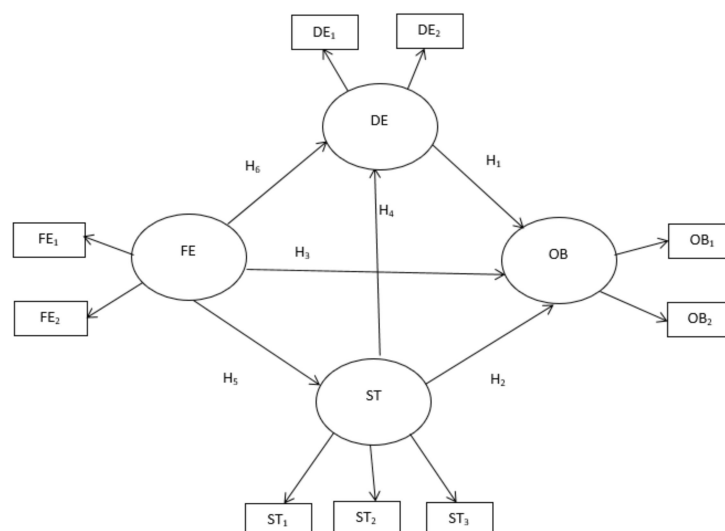 DE₁
DE₂
DE
H₆
H₁
H₄
FE₁
FE
H₃
OB
OB₁
FE₂
OB₂
H₅
ST
H₂
ST₁
ST₂
ST₃